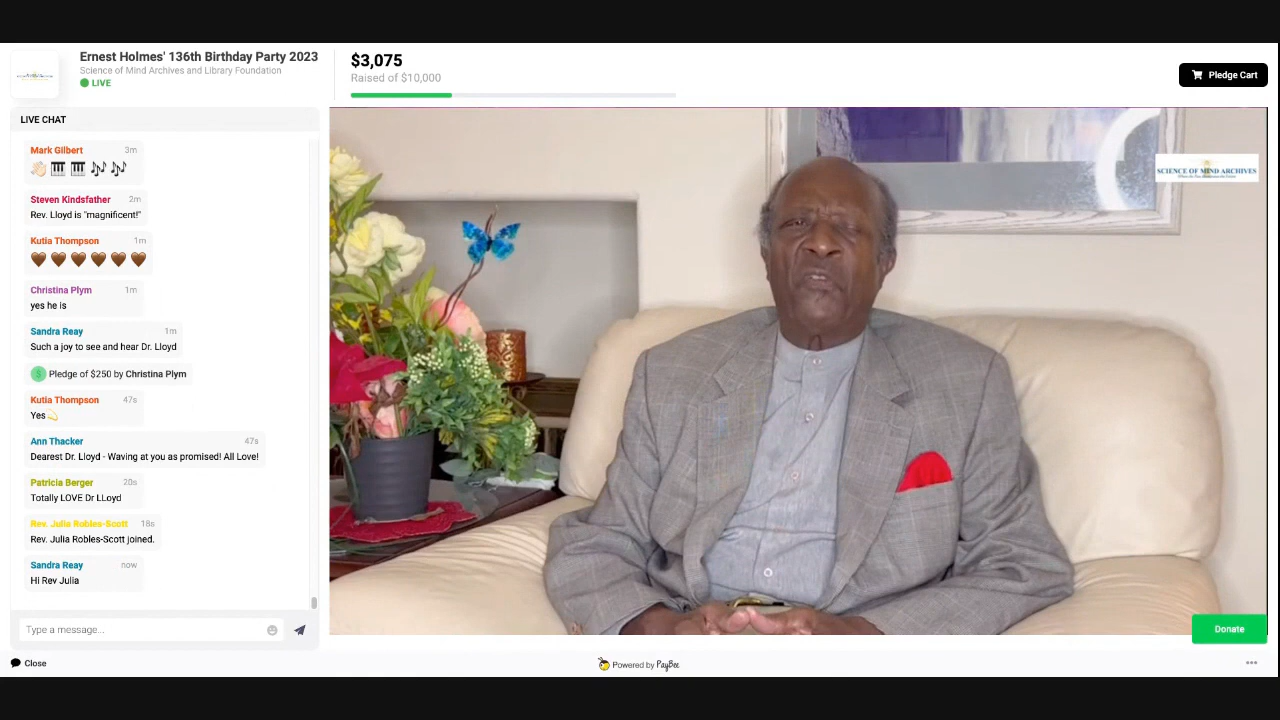 Ernest Holmes' 136th Birthday Party 2023
Science of Mind Archives and Library Foundation
LIVE
$3,075
Raised of $10,000
Pledge Cart
LIVE CHAT
Mark Gilbert 3m
👏🏻 🎹 🎹 🎶 🎶
Steven Kindsfather 2m
Rev. Lloyd is "magnificent!"
Kutia Thompson 1m
🤎 🤎 🤎 🤎 🤎 🤎
Christina Plym 1m
yes he is
Sandra Reay 1m
Such a joy to see and hear Dr. Lloyd
$ Pledge of $250 by Christina Plym
Kutia Thompson 47s
Yes💫
Ann Thacker 47s
Dearest Dr. Lloyd - Waving at you as promised! All Love!
Patricia Berger 20s
Totally LOVE Dr LLoyd
Rev. Julia Robles-Scott 18s
Rev. Julia Robles-Scott joined.
Sandra Reay now
Hi Rev Julia
Type a message...
Close
SCIENCE OF MIND ARCHIVES
Donate
Powered by PayBee